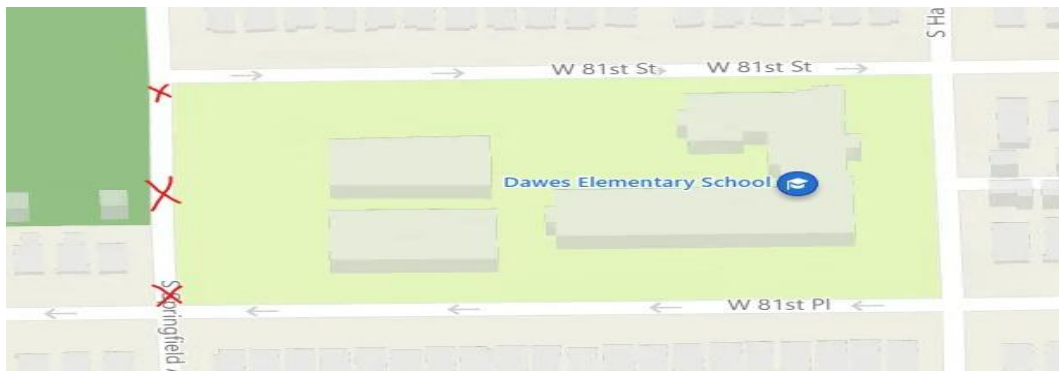 S Ha
W 81st St
W 81st St
Dawes Elementary School
W 81st Pl
S Springfield A